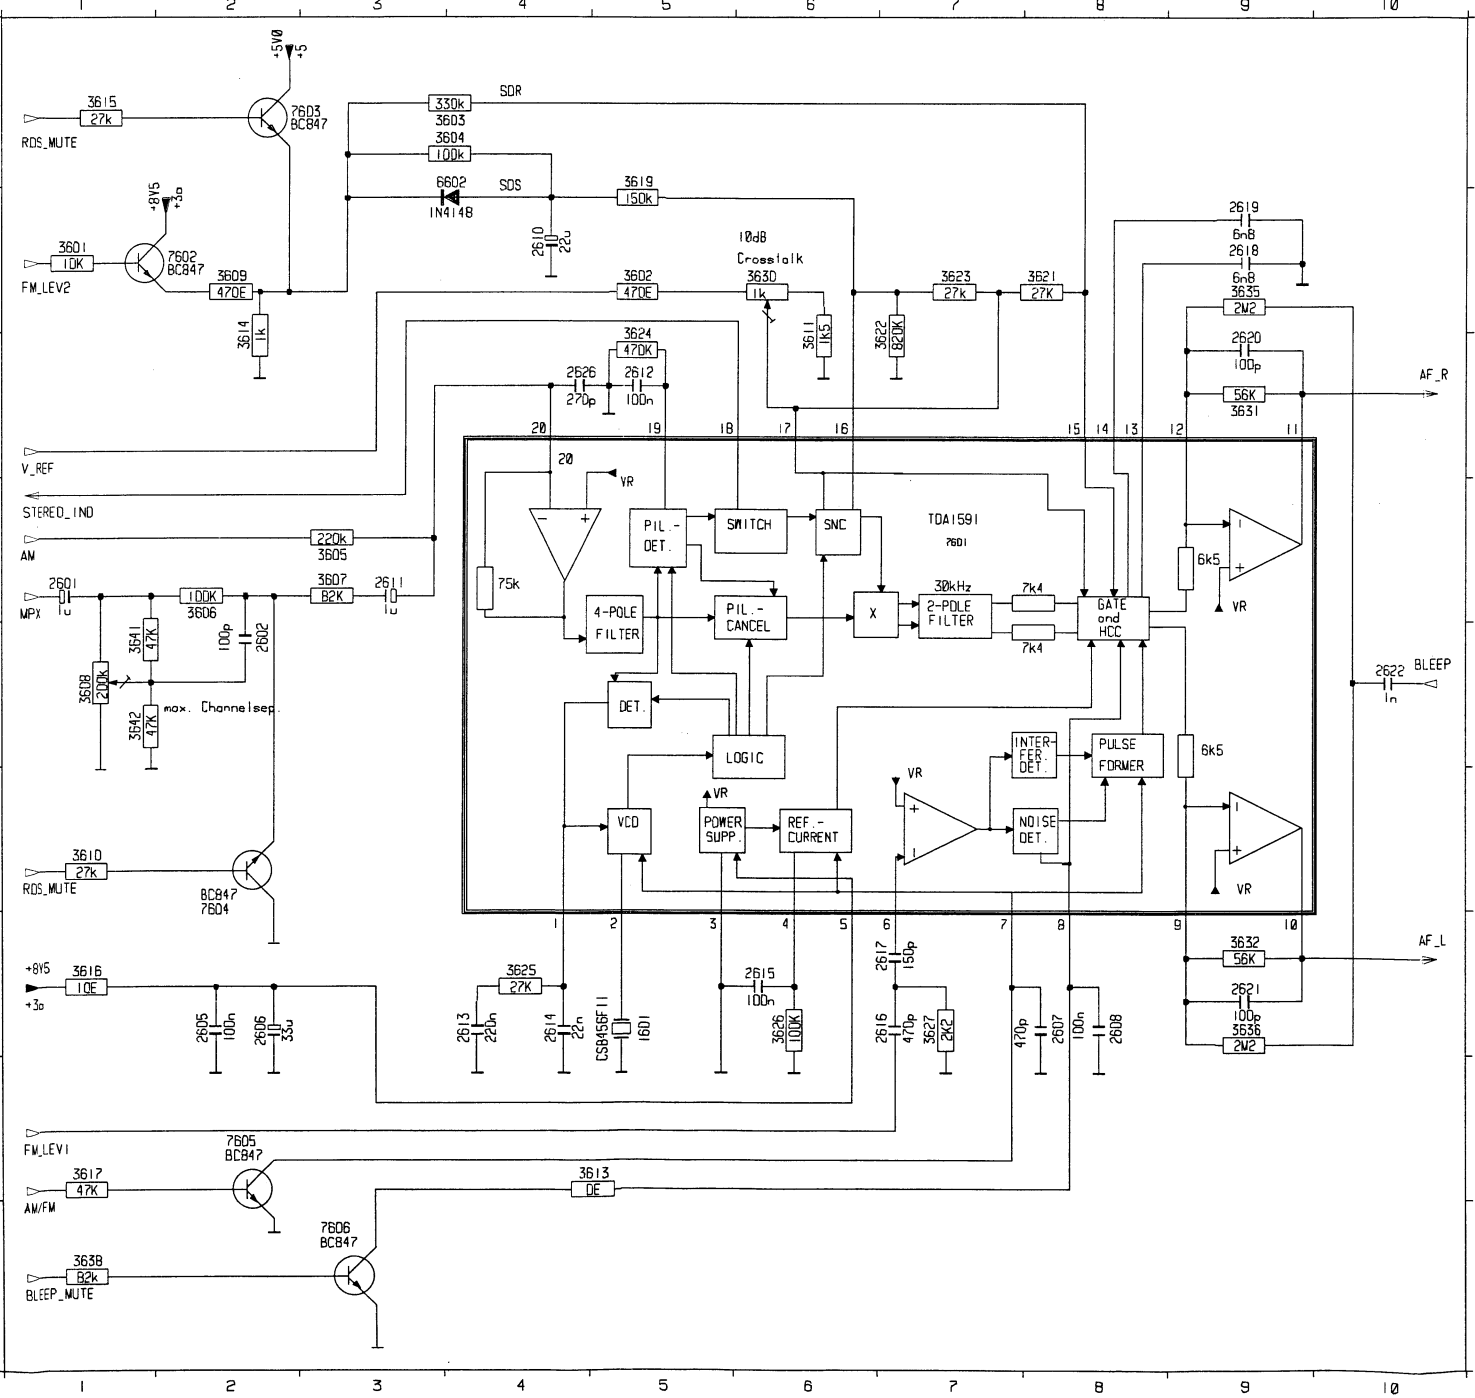 1 2 3 4 5 6 7 8 9 10
+5V0
+5
3615
27k
RDS_MUTE
7603
BC847
330k
3603
SDR
3604
100k
6602
1N4148
SDS
3619
150k
2610
22u
+8V5
+3a
3601
10K
FM_LEV2
7602
BC847
3609
470E
3614
1k
3602
470E
10dB
Crosstalk
3630
1k
3611
1k5
3622
820K
3623
27k
3621
27K
2619
6n8
2618
6n8
3635
2M2
2620
100p
56K
3631
AF_R
3624
470K
2626
270p
2612
100n
V_REF
STEREO_IND
AM
220k
3605
2601
1u
MPX
100K
3606
3607
82K
2611
1u
3641
47K
100p
2602
3608
200k
3642
47K
max. Channelsep.
20 19 18 17 16 15 14 13 12 11
20
VR
PIL.-
DET.
SWITCH
SNC
TDA1591
7601
75k
4-POLE
FILTER
PIL.-
CANCEL
X
30kHz
2-POLE
FILTER
7k4
7k4
GATE
and
HCC
6k5
VR
DET.
LOGIC
INTER-
FER.
DET.
PULSE
FORMER
6k5
VCO
VR
POWER
SUPP.
REF.-
CURRENT
VR
NOISE
DET.
VR
2622
1n
BLEEP
3610
27k
RDS_MUTE
BC847
7604
1 2 3 4 5 6 7 8 9 10
+8V5
+3a
3616
10E
2605
100n
2606
33u
3625
27K
2613
220n
2614
22n
CSB456F11
1601
2615
100n
3626
100K
2617
150p
2616
470p
3627
2K2
470p
2607
100n
2608
3632
56K
2621
100p
3636
2M2
AF_L
FM_LEV1
7605
BC847
3617
47K
AM/FM
3613
0E
7606
BC847
3638
82k
BLEEP_MUTE
1 2 3 4 5 6 7 8 9 10